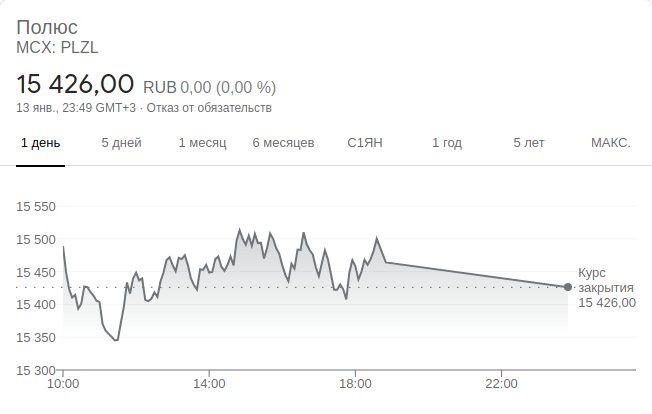 Полюс
MCX: PLZL
15 426,00 RUB 0,00 (0,00 %)
13 янв., 23:49 GMT+3 · Отказ от обязательств
1 день 5 дней 1 месяц 6 месяцев С1ЯН 1 год 5 лет МАКС.
15 550
15 500
15 450
15 400
15 350
15 300
Курс
закрытия
15 426,00
10:00 14:00 18:00 22:00